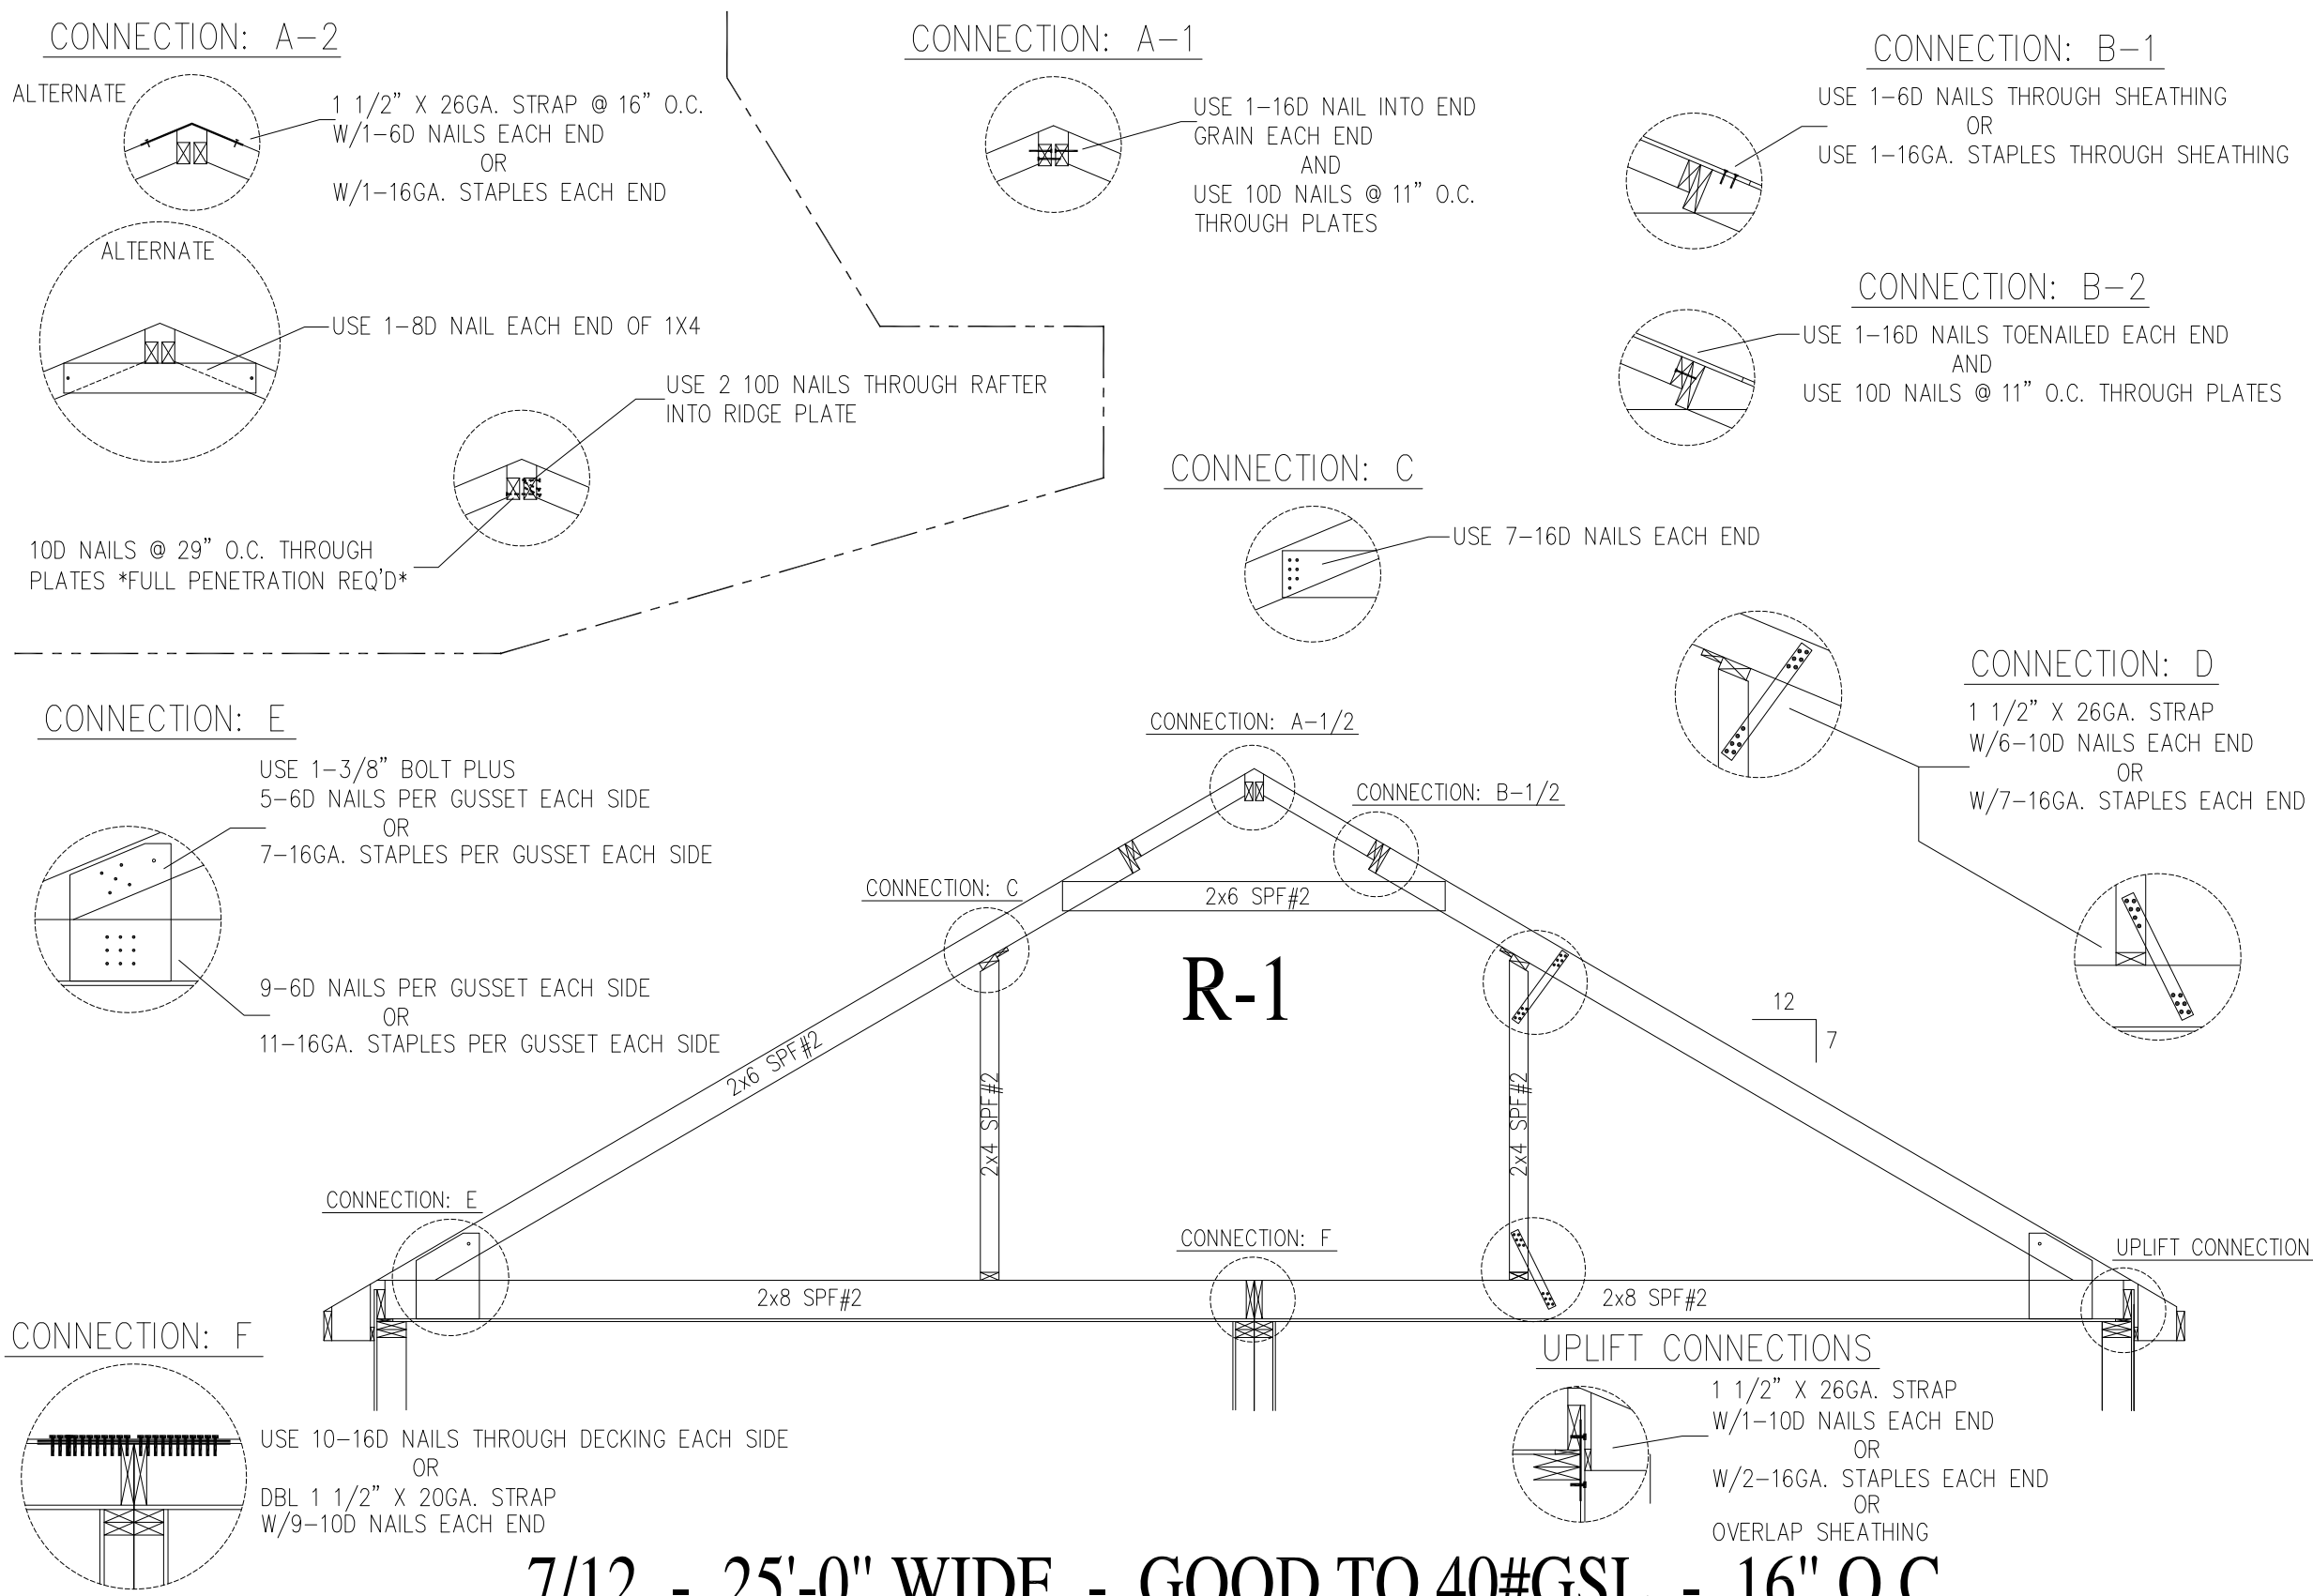 CONNECTION: A-2
ALTERNATE
1 1/2" X 26GA. STRAP @ 16" O.C.
W/1-6D NAILS EACH END
OR
W/1-16GA. STAPLES EACH END
ALTERNATE
USE 1-8D NAIL EACH END OF 1X4
USE 2 10D NAILS THROUGH RAFTER
INTO RIDGE PLATE
10D NAILS @ 29" O.C. THROUGH
PLATES *FULL PENETRATION REQ'D*
CONNECTION: A-1
USE 1-16D NAIL INTO END
GRAIN EACH END
AND
USE 10D NAILS @ 11" O.C.
THROUGH PLATES
CONNECTION: B-1
USE 1-6D NAILS THROUGH SHEATHING
OR
USE 1-16GA. STAPLES THROUGH SHEATHING
CONNECTION: B-2
USE 1-16D NAILS TOENAILED EACH END
AND
USE 10D NAILS @ 11" O.C. THROUGH PLATES
CONNECTION: C
USE 7-16D NAILS EACH END
CONNECTION: D
1 1/2" X 26GA. STRAP
W/6-10D NAILS EACH END
OR
W/7-16GA. STAPLES EACH END
CONNECTION: E
USE 1-3/8" BOLT PLUS
5-6D NAILS PER GUSSET EACH SIDE
OR
7-16GA. STAPLES PER GUSSET EACH SIDE
9-6D NAILS PER GUSSET EACH SIDE
OR
11-16GA. STAPLES PER GUSSET EACH SIDE
CONNECTION: A-1/2
CONNECTION: B-1/2
CONNECTION: C
2x6 SPF#2
R-1
12
7
2x6 SPF#2
2x4 SPF#2
2x4 SPF#2
CONNECTION: E
CONNECTION: F
UPLIFT CONNECTION
2x8 SPF#2
2x8 SPF#2
CONNECTION: F
USE 10-16D NAILS THROUGH DECKING EACH SIDE
OR
DBL 1 1/2" X 20GA. STRAP
W/9-10D NAILS EACH END
UPLIFT CONNECTIONS
1 1/2" X 26GA. STRAP
W/1-10D NAILS EACH END
OR
W/2-16GA. STAPLES EACH END
OR
OVERLAP SHEATHING
7/12 - 25'-0" WIDE - GOOD TO 40#GSL - 16" O.C.